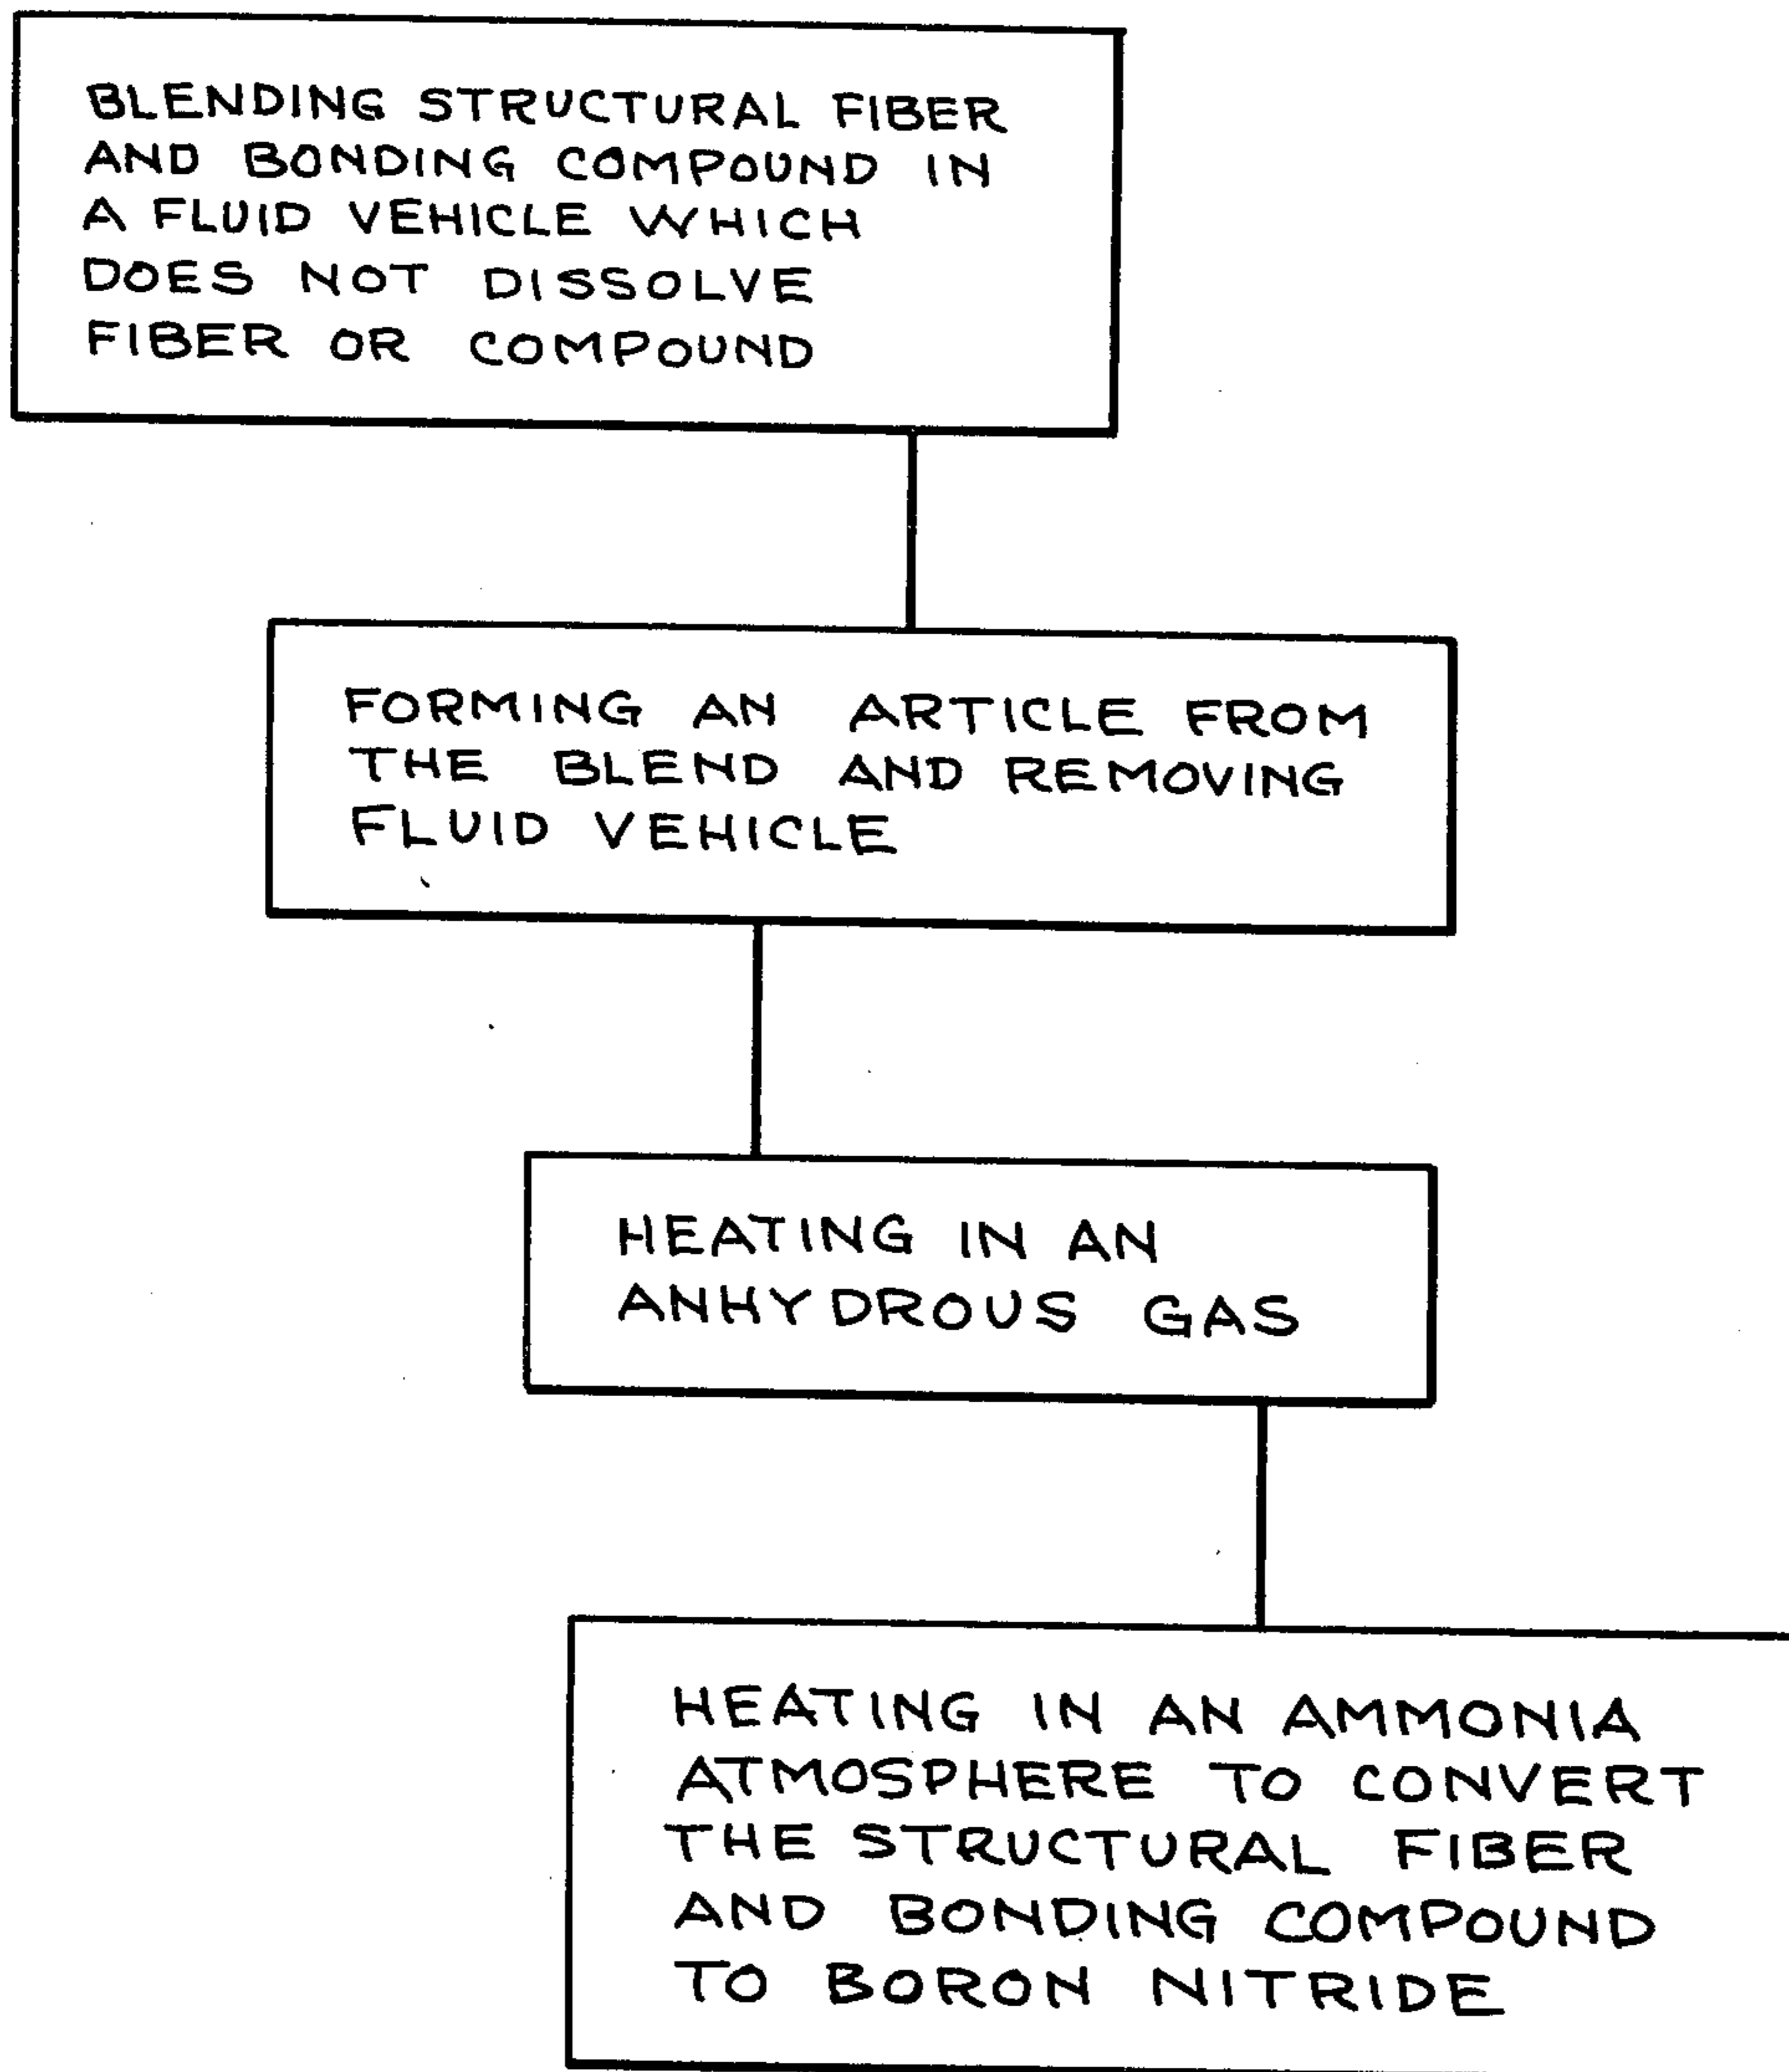 BLENDING STRUCTURAL FIBER
AND BONDING COMPOUND IN
A FLUID VEHICLE WHICH
DOES NOT DISSOLVE
FIBER OR COMPOUND
FORMING AN ARTICLE FROM
THE BLEND AND REMOVING
FLUID VEHICLE
HEATING IN AN
ANHYDROUS GAS
HEATING IN AN AMMONIA
ATMOSPHERE TO CONVERT
THE STRUCTURAL FIBER
AND BONDING COMPOUND
TO BORON NITRIDE